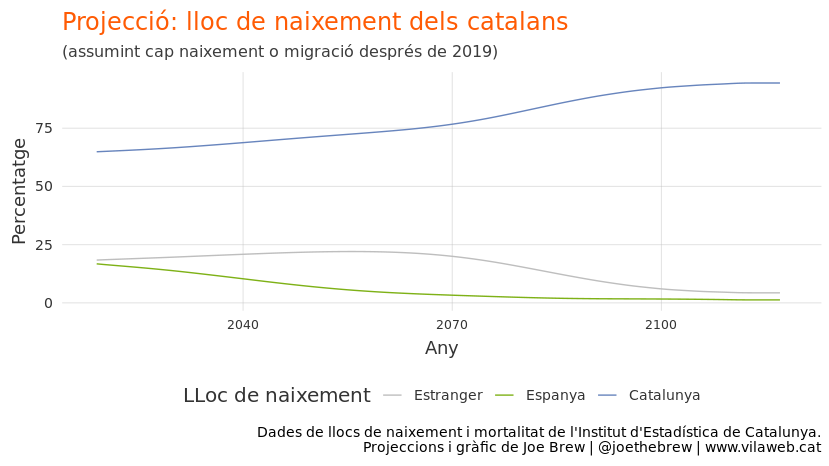 Projecció: lloc de naixement dels catalans
(assumint cap naixement o migració després de 2019)
Percentatge
75
50
25
0
2040
2070
2100
Any
LLoc de naixement
Estranger
Espanya
Catalunya
Dades de llocs de naixement i mortalitat de l'Institut d'Estadística de Catalunya.
Projeccions i gràfic de Joe Brew | @joethebrew | www.vilaweb.cat